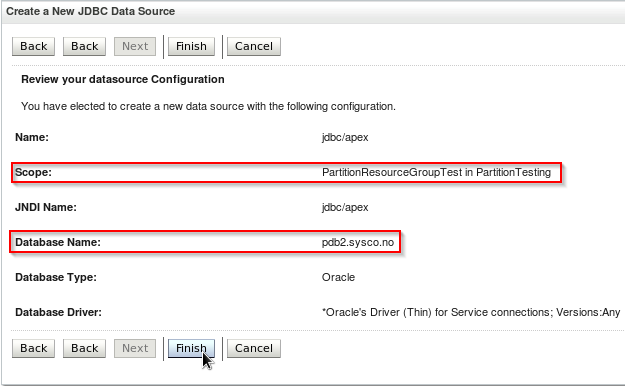 Create a New JDBC Data Source
Back Back Next Finish Cancel
Review your datasource Configuration
You have elected to create a new data source with the following configuration.
Name: jdbc/apex
Scope: PartitionResourceGroupTest in PartitionTesting
JNDI Name: jdbc/apex
Database Name: pdb2.sysco.no
Database Type: Oracle
Database Driver: *Oracle's Driver (Thin) for Service connections; Versions:Any
Back Back Next Finish Cancel